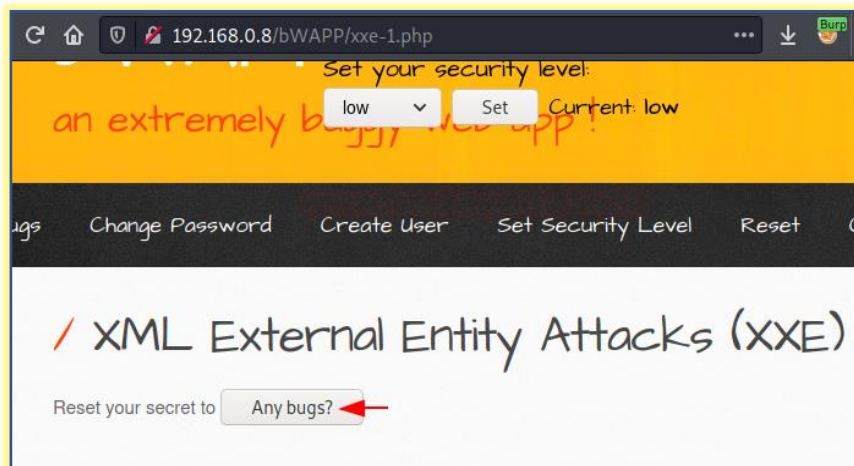 Burp
192.168.0.8/bWAPP/xxe-1.php
Set your security level:
low Set Current: low
an extremely buggy web app !
ugs Change Password Create User Set Security Level Reset
/ XML External Entity Attacks (XXE)
Reset your secret to Any bugs?